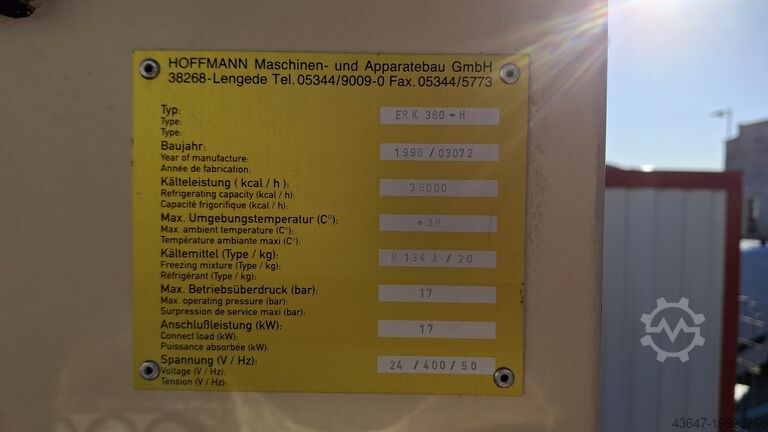 HOFFMANN Maschinen- und Apparatebau GmbH
38268-Lengede Tel. 05344/9009-0 Fax. 05344/5773
Typ:
Type:
Type:
ERK 360-H
Baujahr:
Year of manufacture:
Année de fabrication:
1996 / 03072
Kälteleistung ( kcal / h ):
Refrigerating capacity (kcal / h):
Capacité frigorifique (kcal / h):
36000
Max. Umgebungstemperatur (C°):
Max. ambient temperature (C°):
Température ambiante maxi (C°):
+38
Kältemittel (Type / kg):
Freezing mixture (Type / kg):
Réfrigérant (Type / kg):
R 134 A / 20
Max. Betriebsüberdruck (bar):
Max. operating pressure (bar):
Surpression de service maxi (bar):
17
Anschlußleistung (kW):
Connect load (kW):
Puissance absorbée (kW):
17
Spannung (V / Hz):
Voltage (V / Hz):
Tension (V / Hz):
24 / 400 / 50